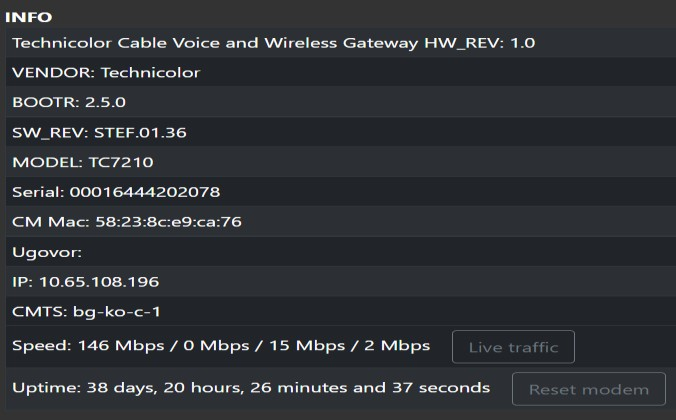 INFO
Technicolor Cable Voice and Wireless Gateway HW_REV: 1.0
VENDOR: Technicolor
BOOTR: 2.5.0
SW_REV: STEF.01.36
MODEL: TC7210
Serial: 00016444202078
CM Mac: 58:23:8c:e9:ca:76
Ugovor:
IP: 10.65.108.196
CMTS: bg-ko-c-1
Speed: 146 Mbps / 0 Mbps / 15 Mbps / 2 Mbps Live traffic
Uptime: 38 days, 20 hours, 26 minutes and 37 seconds Reset modem